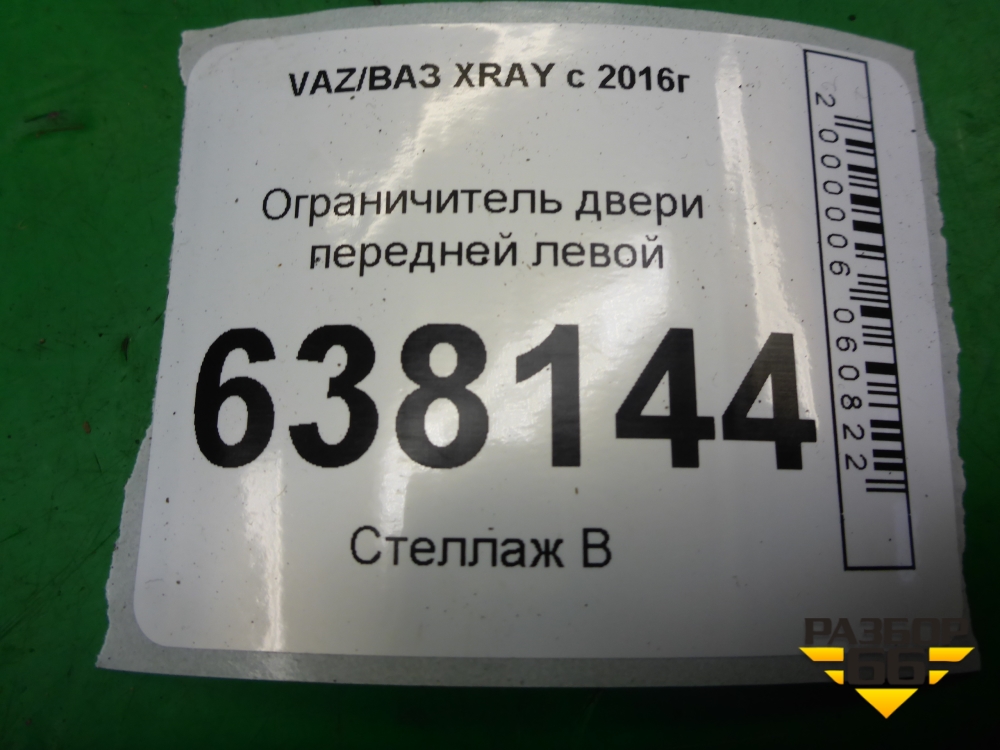 VAZ/ВАЗ XRAY с 2016г
Ограничитель двери
передней левой
638144
Стеллаж В
2000006060822
РАЗБОР
66